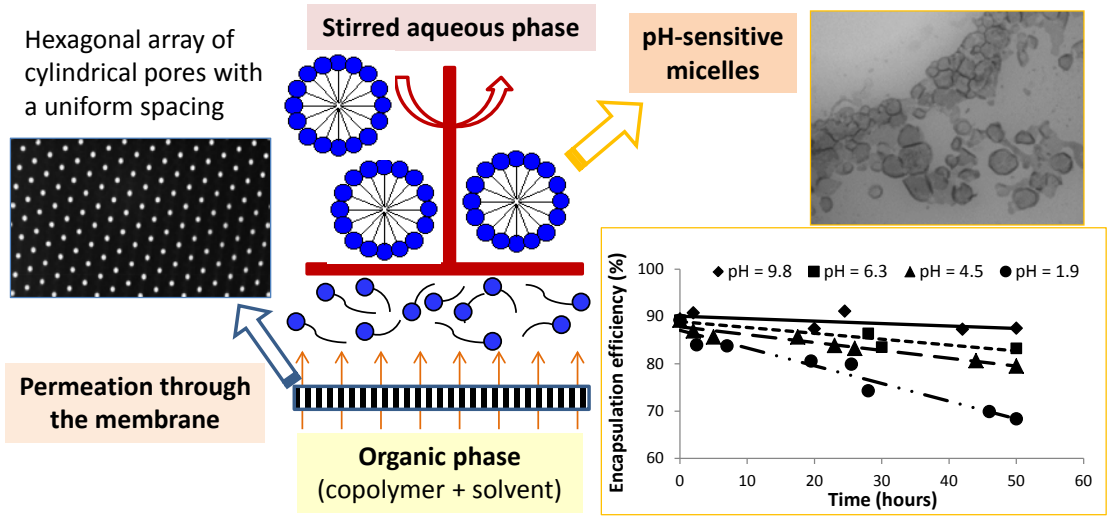 Hexagonal array of
cylindrical pores with
a uniform spacing
Stirred aqueous phase
pH-sensitive
micelles
Permeation through
the membrane
Organic phase
(copolymer + solvent)
Encapsulation efficiency (%)
100
90
80
70
60
pH = 9.8 pH = 6.3 pH = 4.5 pH = 1.9
0 10 20 30 40 50 60
Time (hours)